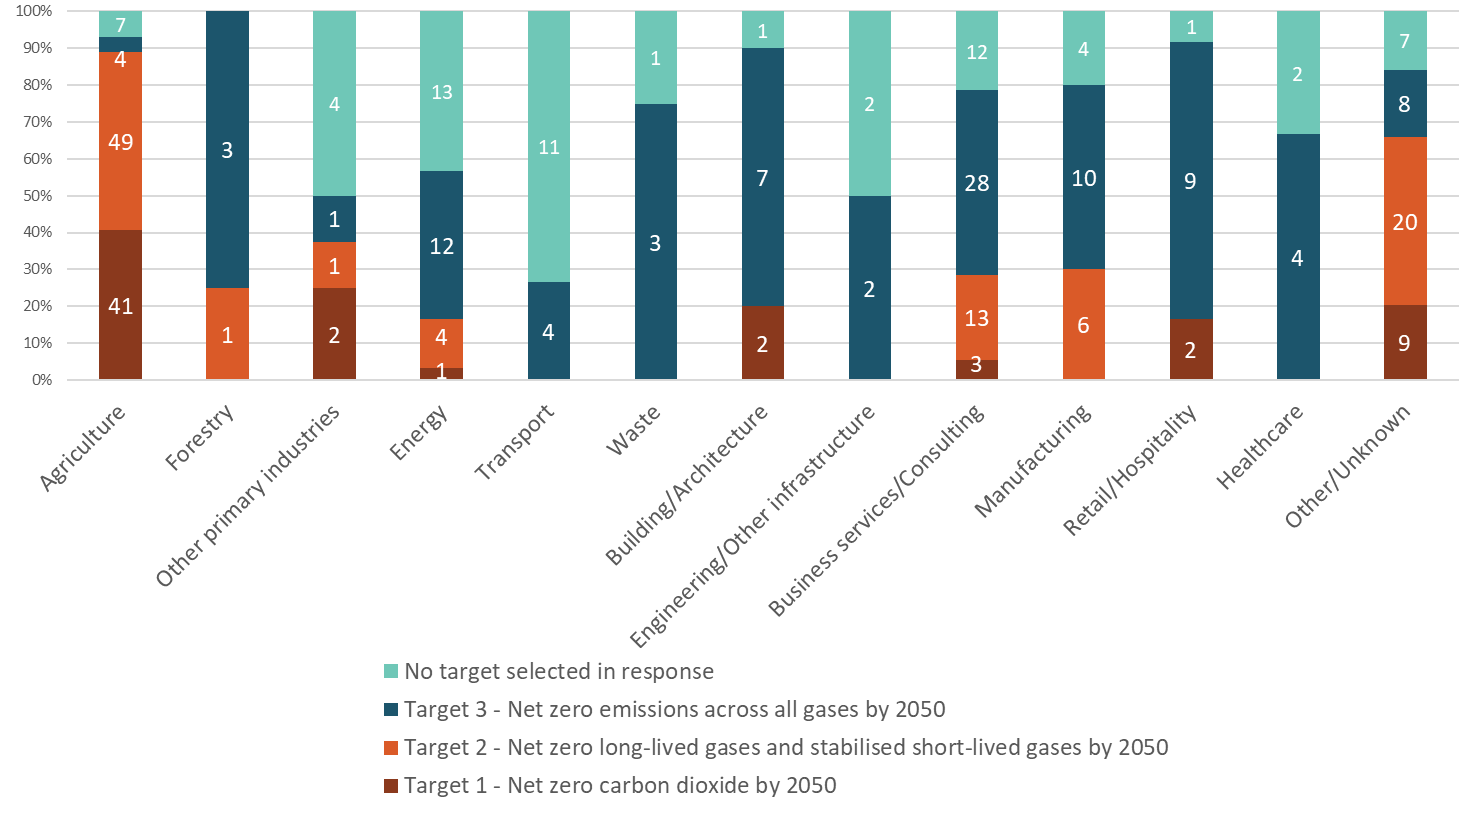 100%
90%
80%
70%
60%
50%
40%
30%
20%
10%
0%
7
4
49
41
3
1
4
1
1
2
13
12
4
1
11
4
1
3
1
7
2
2
2
12
28
13
3
4
10
6
1
9
2
2
4
7
8
20
9
Agriculture
Forestry
Other primary industries
Energy
Transport
Waste
Building/Architecture
Engineering/Other infrastructure
Business services/Consulting
Manufacturing
Retail/Hospitality
Healthcare
Other/Unknown
No target selected in response
Target 3 - Net zero emissions across all gases by 2050
Target 2 - Net zero long-lived gases and stabilised short-lived gases by 2050
Target 1 - Net zero carbon dioxide by 2050